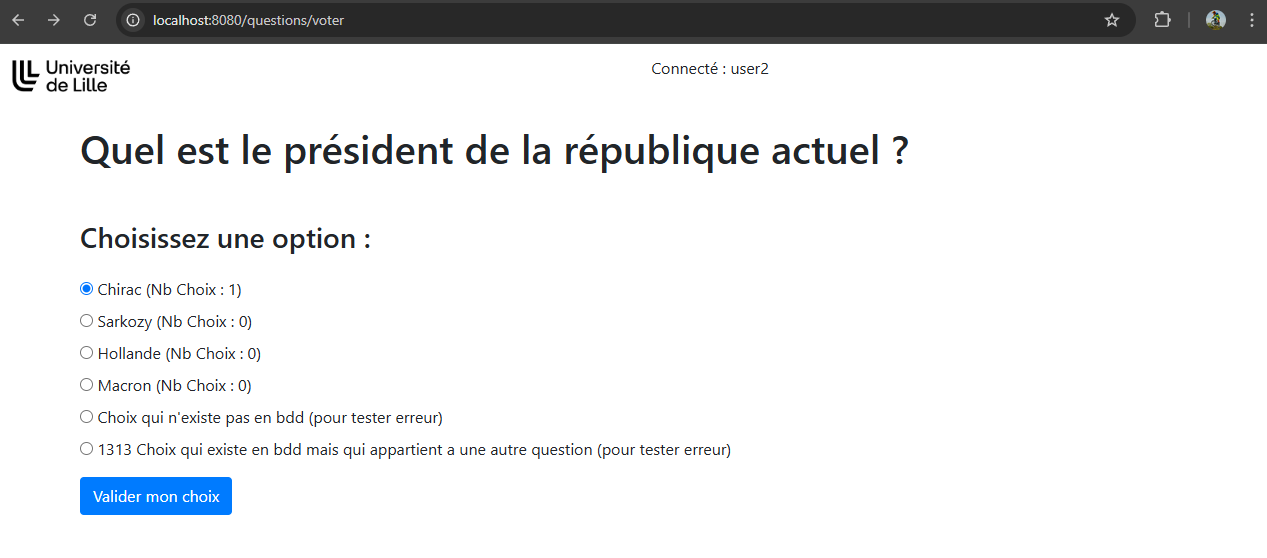 localhost:8080/questions/voter
Université
de Lille
Connecté : user2
Quel est le président de la république actuel ?
Choisissez une option :
Chirac (Nb Choix : 1)
Sarkozy (Nb Choix : 0)
Hollande (Nb Choix : 0)
Macron (Nb Choix : 0)
Choix qui n'existe pas en bdd (pour tester erreur)
1313 Choix qui existe en bdd mais qui appartient a une autre question (pour tester erreur)
Valider mon choix